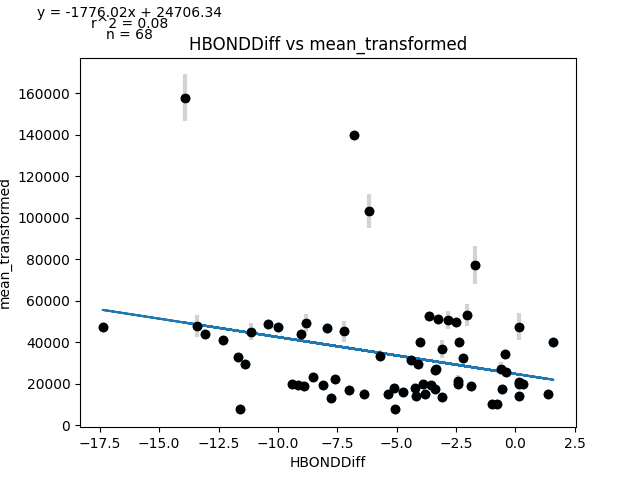 y = -1776.02x + 24706.34
r^2 = 0.08
n = 68
HBONDDiff vs mean_transformed
160000
140000
120000
100000
80000
60000
40000
20000
0
mean_transformed
−17.5 −15.0 −12.5 −10.0 −7.5 −5.0 −2.5 0.0 2.5
HBONDDiff